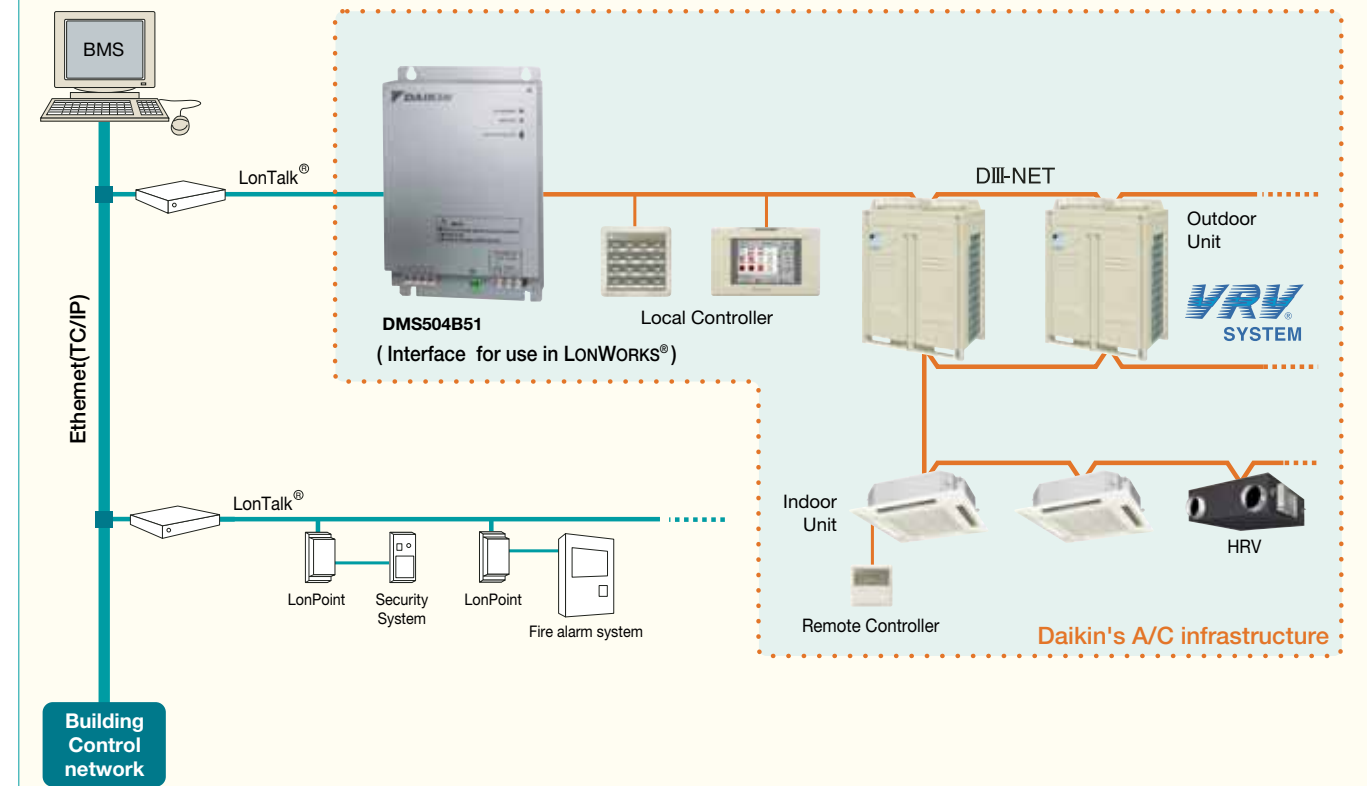 BMS
DAIKIN
LonTalk®
DIII-NET
Outdoor
Unit
VRV®
SYSTEM
DMS504B51
( Interface for use in LONWORKS® )
Local Controller
Ethemet(TC/IP)
LonTalk®
Indoor
Unit
HRV
LonPoint
Security
System
LonPoint
Fire alarm system
Remote Controller
Daikin's A/C infrastructure
Building
Control
network